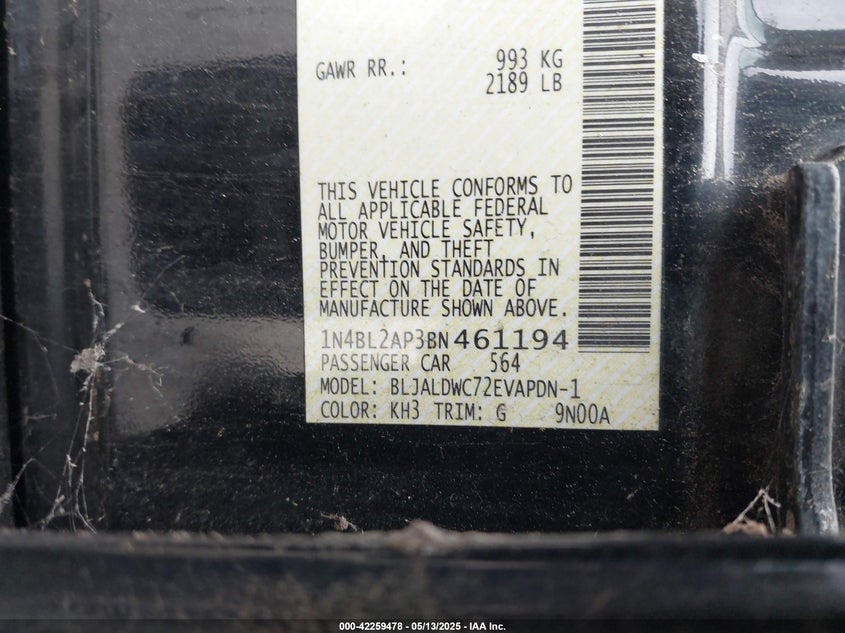 GAWR RR.: 993 KG
2189 LB
THIS VEHICLE CONFORMS TO
ALL APPLICABLE FEDERAL
MOTOR VEHICLE SAFETY,
BUMPER, AND THEFT
PREVENTION STANDARDS IN
EFFECT ON THE DATE OF
MANUFACTURE SHOWN ABOVE.
1N4BL2AP3BN461194
PASSENGER CAR 564
MODEL: BLJALDWC72EVAPDN-1
COLOR: KH3 TRIM: G 9N00A
000-42259478 - 05/13/2025 - IAA Inc.